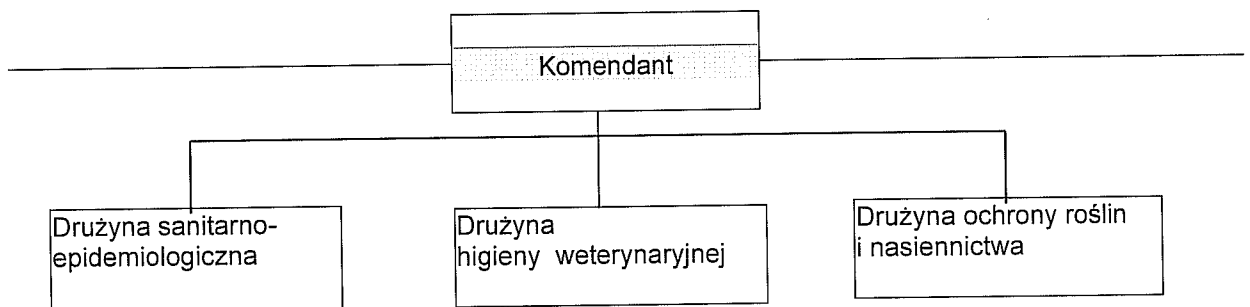 Komendant
Drużyna sanitarno-
epidemiologiczna
Drużyna
higieny weterynaryjnej
Drużyna ochrony roślin
i nasiennictwa